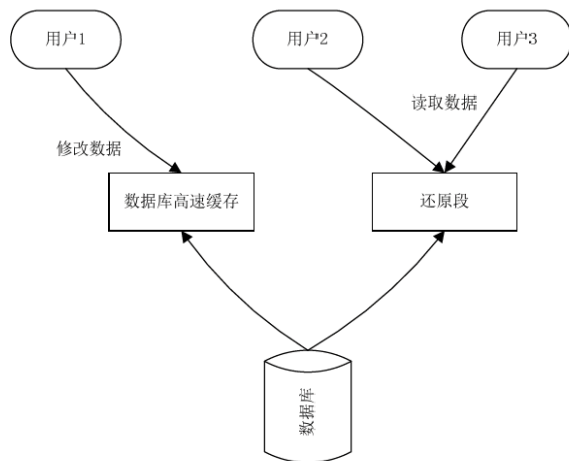 用户1
用户2
用户3
读取数据
修改数据
数据库高速缓存
还原段
数据库